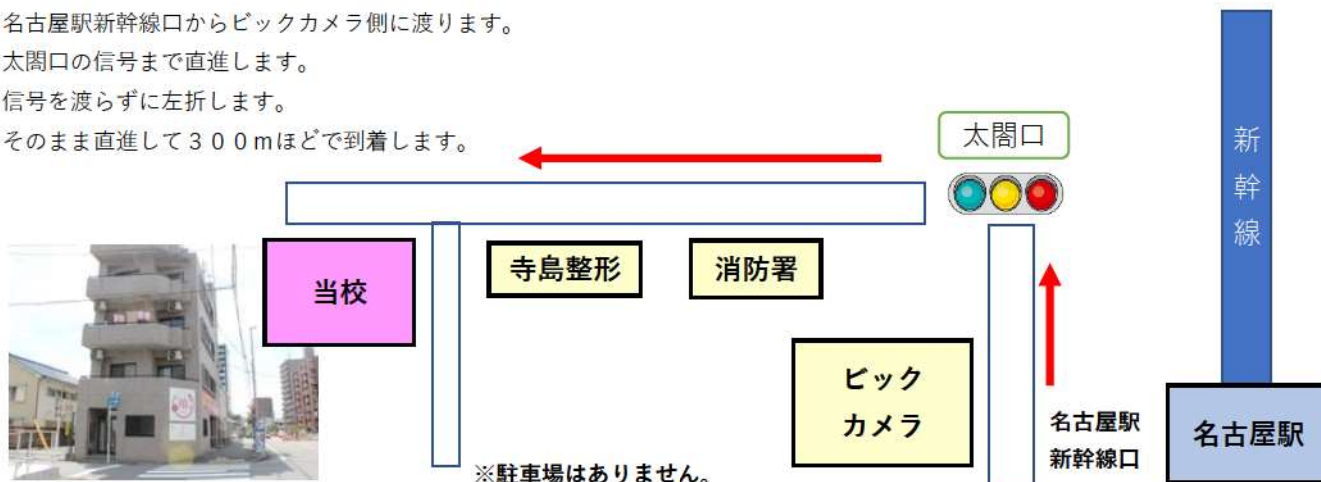 名古屋駅新幹線口からビックカメラ側に渡ります。
太閤口の信号まで直進します。
信号を渡らずに左折します。
そのまま直進して３００mほどで到着します。
太閤口
新幹線
当校
寺島整形
消防署
ビック
カメラ
名古屋駅
新幹線口
名古屋駅
※駐車場はありません。